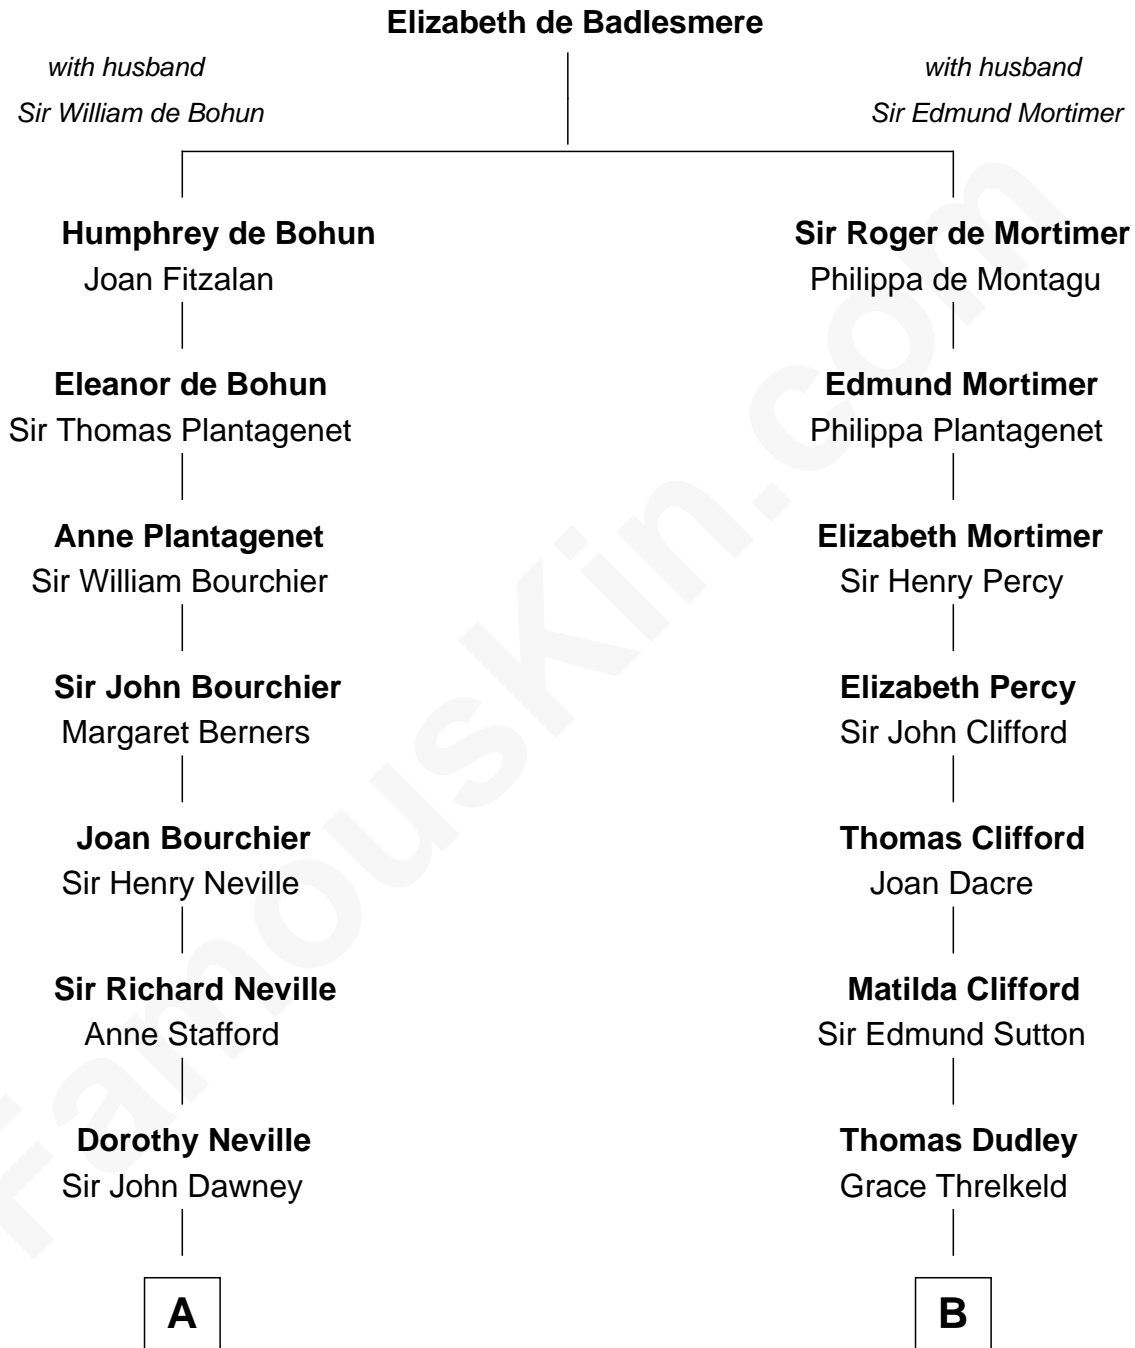 Elizabeth de Badlesmere
with husband
Sir William de Bohun
with husband
Sir Edmund Mortimer
Humphrey de Bohun
Joan Fitzalan
Sir Roger de Mortimer
Philippa de Montagu
Eleanor de Bohun
Sir Thomas Plantagenet
Edmund Mortimer
Philippa Plantagenet
Anne Plantagenet
Sir William Bourchier
Elizabeth Mortimer
Sir Henry Percy
Sir John Bourchier
Margaret Berners
Elizabeth Percy
Sir John Clifford
Joan Bourchier
Sir Henry Neville
Thomas Clifford
Joan Dacre
Sir Richard Neville
Anne Stafford
Matilda Clifford
Sir Edmund Sutton
Dorothy Neville
Sir John Dawney
Thomas Dudley
Grace Threlkeld
A
B
FamousKin.com